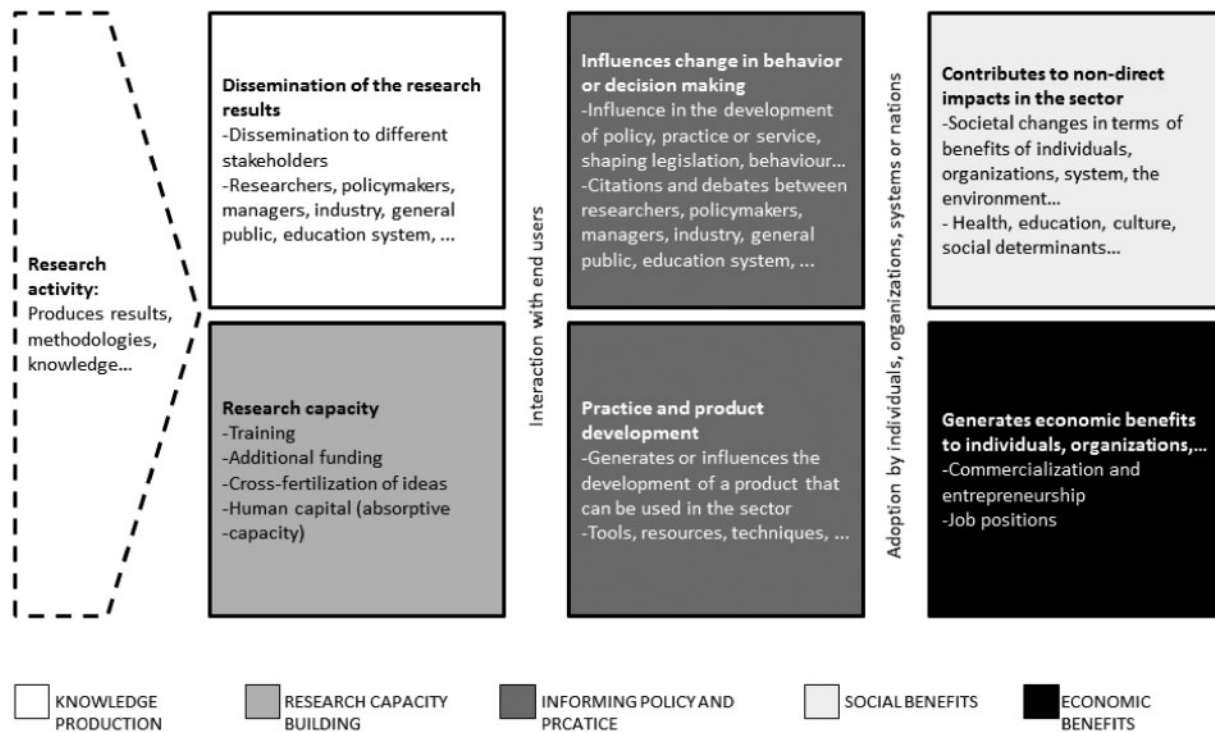 Research
activity:
Produces results,
methodologies,
knowledge...
Dissemination of the research
results
-Dissemination to different
stakeholders
-Researchers, policymakers,
managers, industry, general
public, education system, ...
Research capacity
-Training
-Additional funding
-Cross-fertilization of ideas
-Human capital (absorptive
-capacity)
Interaction with end users
Influences change in behavior
or decision making
-Influence in the development
of policy, practice or service,
shaping legislation, behaviour...
-Citations and debates between
researchers, policymakers,
managers, industry, general
public, education system, ...
Practice and product
development
-Generates or influences the
development of a product that
can be used in the sector
-Tools, resources, techniques, ...
Adoption by individuals, organizations, systems or nations
Contributes to non-direct
impacts in the sector
-Societal changes in terms of
benefits of individuals,
organizations, system, the
environment...
- Health, education, culture,
social determinants...
Generates economic benefits
to individuals, organizations,...
-Commercialization and
entrepreneurship
-Job positions
KNOWLEDGE
PRODUCTION
RESEARCH CAPACITY
BUILDING
INFORMING POLICY AND
PRCATICE
SOCIAL BENEFITS
ECONOMIC
BENEFITS